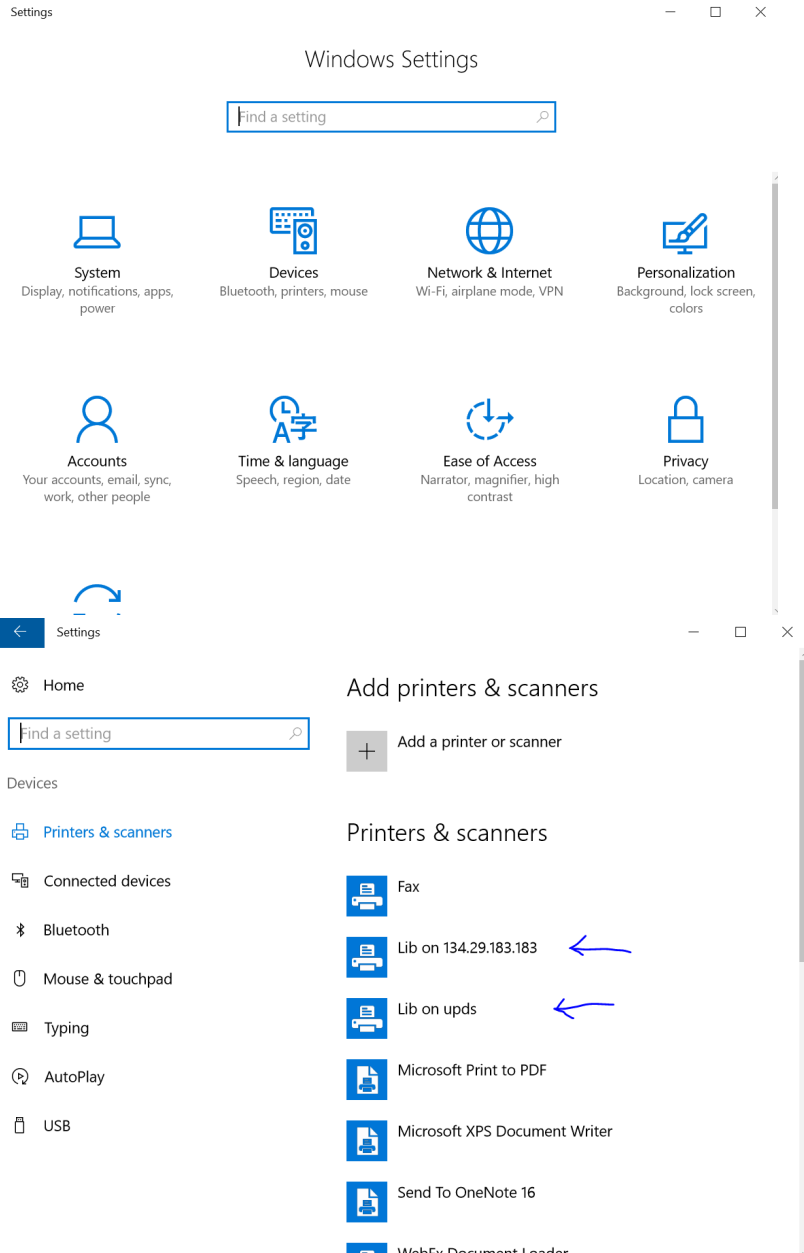 Settings
Windows Settings
Find a setting
System
Display, notifications, apps,
power
Devices
Bluetooth, printers, mouse
Network & Internet
Wi-Fi, airplane mode, VPN
Personalization
Background, lock screen,
colors
Accounts
Your accounts, email, sync,
work, other people
Time & language
Speech, region, date
Ease of Access
Narrator, magnifier, high
contrast
Privacy
Location, camera
Settings
Home
Find a setting
Devices
Printers & scanners
Connected devices
Bluetooth
Mouse & touchpad
Typing
AutoPlay
USB
Add printers & scanners
Add a printer or scanner
Printers & scanners
Fax
Lib on 134.29.183.183
Lib on upds
Microsoft Print to PDF
Microsoft XPS Document Writer
Send To OneNote 16
WebEx Document Loader